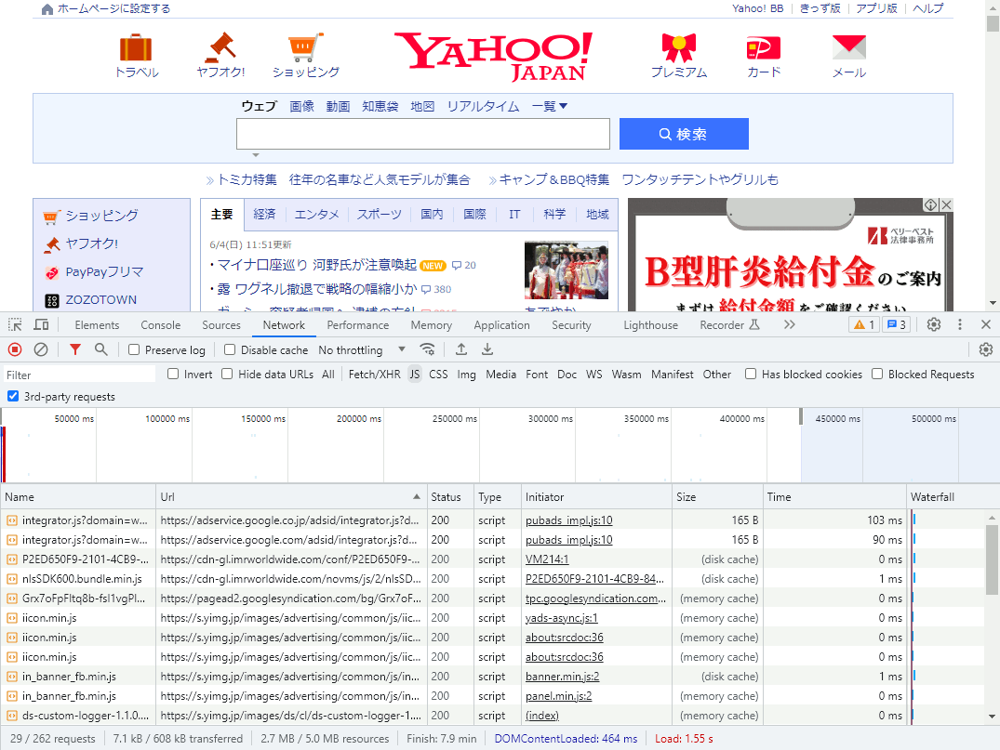 ホームページに設定する Yahoo! BB きっず版 アプリ版 ヘルプ
YAHOO! JAPAN
トラベル ヤフオク! ショッピング プレミアム カード メール
ウェブ 画像 動画 知恵袋 地図 リアルタイム 一覧▼
検索
トミカ特集 往年の名車など人気モデルが集合 キャンプ&BBQ特集 ワンタッチテントやグリルも
ショッピング
ヤフオク!
PayPayフリマ
ZOZOTOWN
主要 経済 エンタメ スポーツ 国内 国際 IT 科学 地域
6/4(日) 11:51更新
・マイナ口座巡り 河野氏が注意喚起 NEW 20
・露 ワグネル撤退で戦略の幅縮小か 380
ベリーベスト
法律事務所
B型肝炎給付金のご案内
まずは給付金額をご確認ください
Elements Console Sources Network Performance Memory Application Security Lighthouse Recorder 1 3
Preserve log Disable cache No throttling
Filter Invert Hide data URLs All Fetch/XHR JS CSS Img Media Font Doc WS Wasm Manifest Other Has blocked cookies Blocked Requests
3rd-party requests
50000 ms 100000 ms 150000 ms 200000 ms 250000 ms 300000 ms 350000 ms 400000 ms 450000 ms 500000 ms
Name Url Status Type Initiator Size Time Waterfall
integrator.js?domain=w... https://adservice.google.co.jp/adsid/integrator.js?d... 200 script pubads_impl.js:10 165 B 103 ms
integrator.js?domain=w... https://adservice.google.com/adsid/integrator.js?d... 200 script pubads_impl.js:10 165 B 90 ms
P2ED650F9-2101-4CB9-... https://cdn-gl.imrworldwide.com/conf/P2ED650F9-... 200 script VM214:1 (disk cache) 0 ms
nlsSDK600.bundle.min.js https://cdn-gl.imrworldwide.com/novms/js/2/nlsSD... 200 script P2ED650F9-2101-4CB9-84... (disk cache) 1 ms
Grx7oFpFltq8b-fsl1vgPl... https://pagead2.googlesyndication.com/bg/Grx7oF... 200 script tpc.googlesyndication.com... (memory cache) 0 ms
iicon.min.js https://s.yimg.jp/images/advertising/common/js/iic... 200 script yads-async.js:1 (memory cache) 0 ms
iicon.min.js https://s.yimg.jp/images/advertising/common/js/iic... 200 script about:srcdoc:36 (memory cache) 0 ms
iicon.min.js https://s.yimg.jp/images/advertising/common/js/iic... 200 script about:srcdoc:36 (memory cache) 0 ms
in_banner_fb.min.js https://s.yimg.jp/images/advertising/common/js/in... 200 script banner.min.js:2 (disk cache) 1 ms
in_banner_fb.min.js https://s.yimg.jp/images/advertising/common/js/in... 200 script panel.min.js:2 (memory cache) 0 ms
ds-custom-logger-1.1.0.... https://s.yimg.jp/images/ds/cl/ds-custom-logger-1.... 200 script (index) (memory cache) 0 ms
29 / 262 requests 7.1 kB / 608 kB transferred 2.7 MB / 5.0 MB resources Finish: 7.9 min DOMContentLoaded: 464 ms Load: 1.55 s